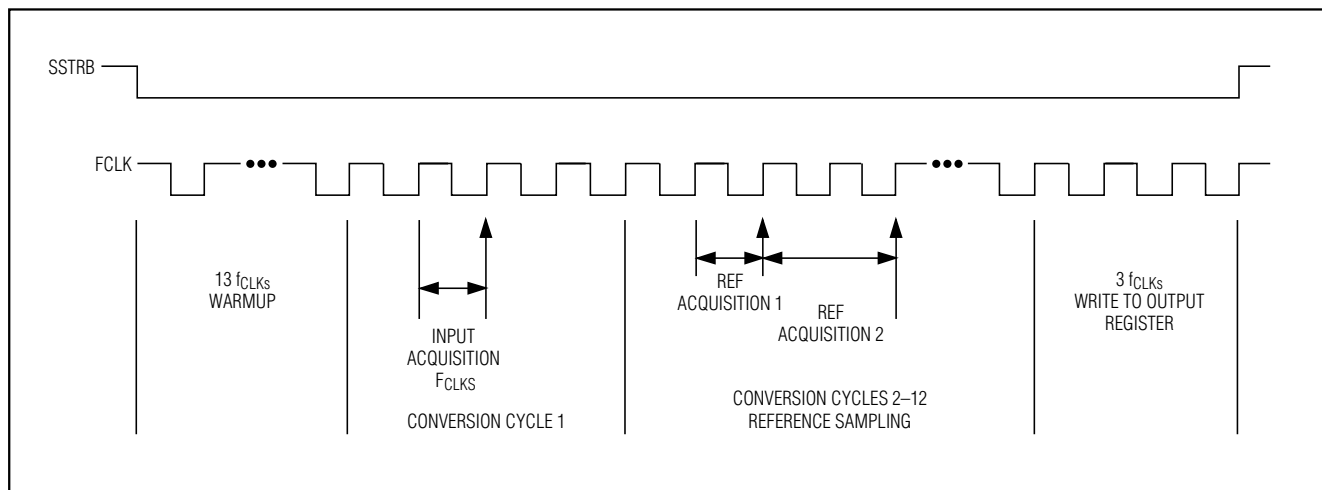 SSTRB
FCLK
13 fCLKs
WARMUP
INPUT
ACQUISITION
FCLKS
CONVERSION CYCLE 1
REF
ACQUISITION 1
REF
ACQUISITION 2
CONVERSION CYCLES 2–12
REFERENCE SAMPLING
3 fCLKs
WRITE TO OUTPUT
REGISTER